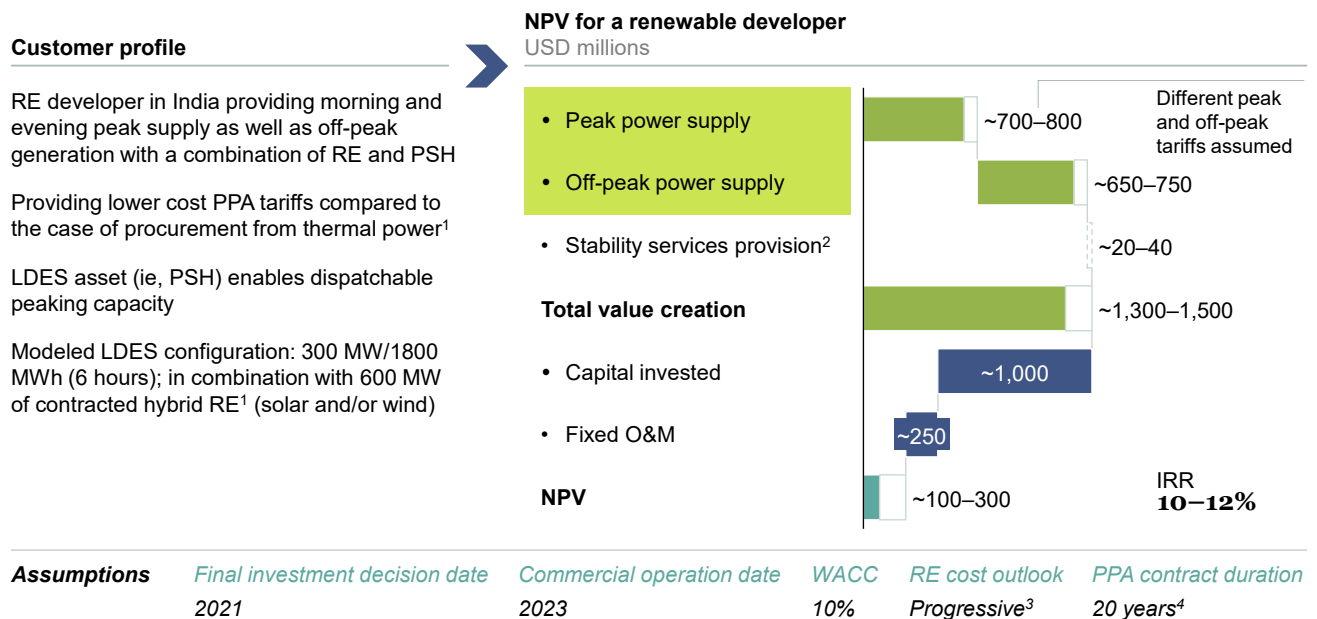 Customer profile
RE developer in India providing morning and
evening peak supply as well as off-peak
generation with a combination of RE and PSH
Providing lower cost PPA tariffs compared to
the case of procurement from thermal power¹
LDES asset (ie, PSH) enables dispatchable
peaking capacity
Modeled LDES configuration: 300 MW/1800
MWh (6 hours); in combination with 600 MW
of contracted hybrid RE¹ (solar and/or wind)
NPV for a renewable developer
USD millions
• Peak power supply
~700–800
Different peak
and off-peak
tariffs assumed
• Off-peak power supply
~650–750
• Stability services provision²
~20–40
Total value creation
~1,300–1,500
• Capital invested
~1,000
• Fixed O&M
~250
NPV
~100–300
IRR
10–12%
Assumptions
Final investment decision date
2021
Commercial operation date
2023
WACC
10%
RE cost outlook
Progressive³
PPA contract duration
20 years⁴